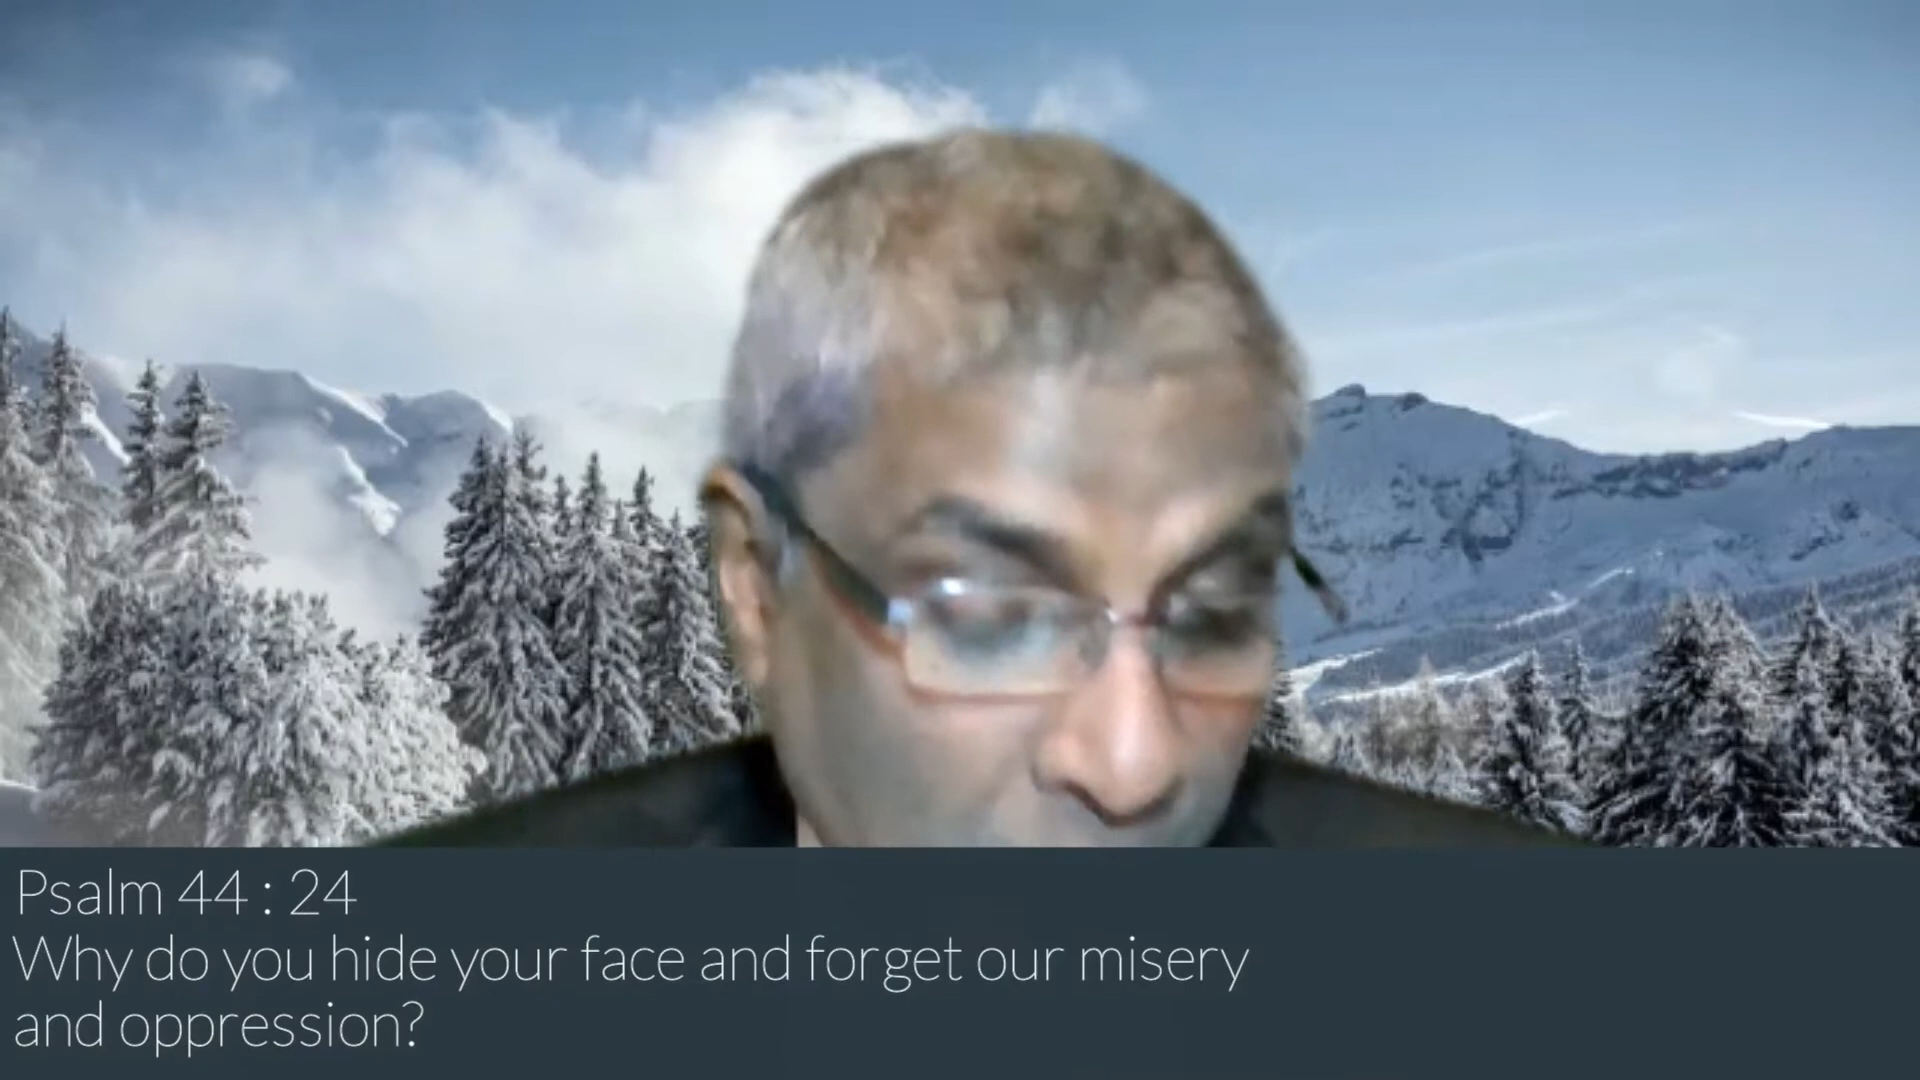 Psalm 44 : 24
Why do you hide your face and forget our misery
and oppression?